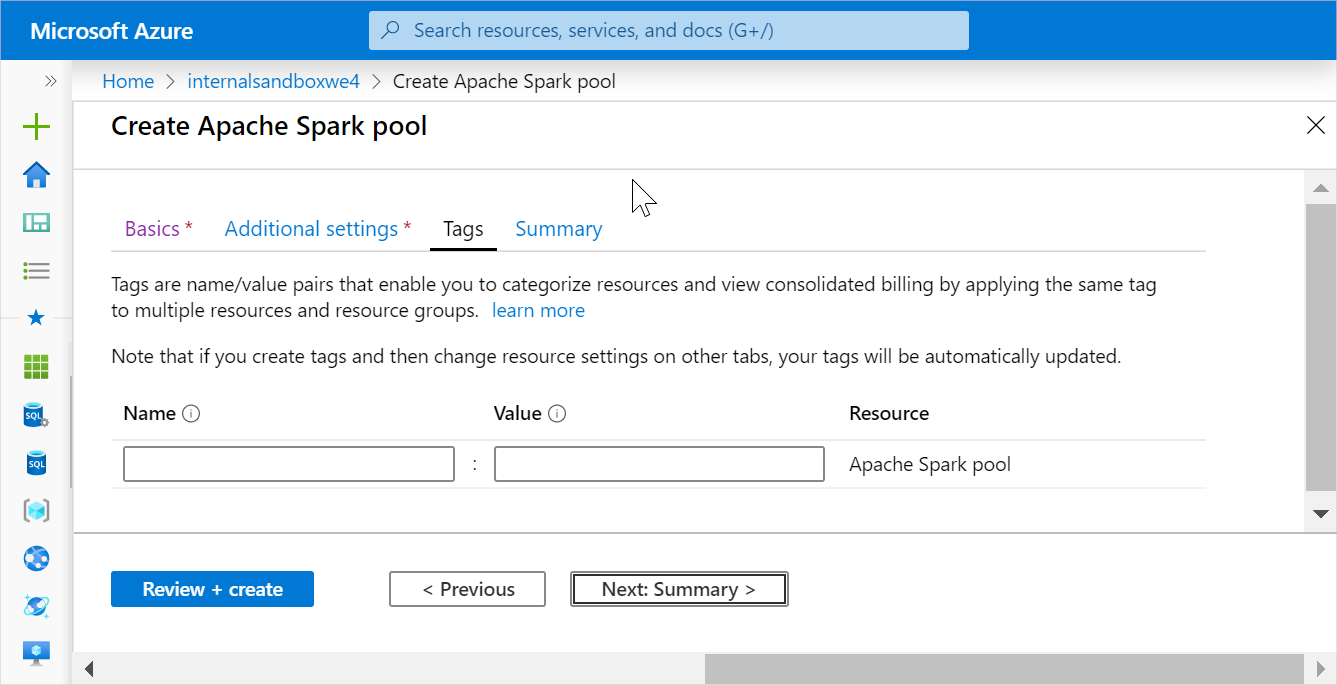 Microsoft Azure
Search resources, services, and docs (G+/)
Home > internalsandboxwe4 > Create Apache Spark pool
Create Apache Spark pool
Basics * Additional settings * Tags Summary
Tags are name/value pairs that enable you to categorize resources and view consolidated billing by applying the same tag
to multiple resources and resource groups. learn more
Note that if you create tags and then change resource settings on other tabs, your tags will be automatically updated.
Name Value Resource
: Apache Spark pool
SQL
SQL
Review + create < Previous Next: Summary >